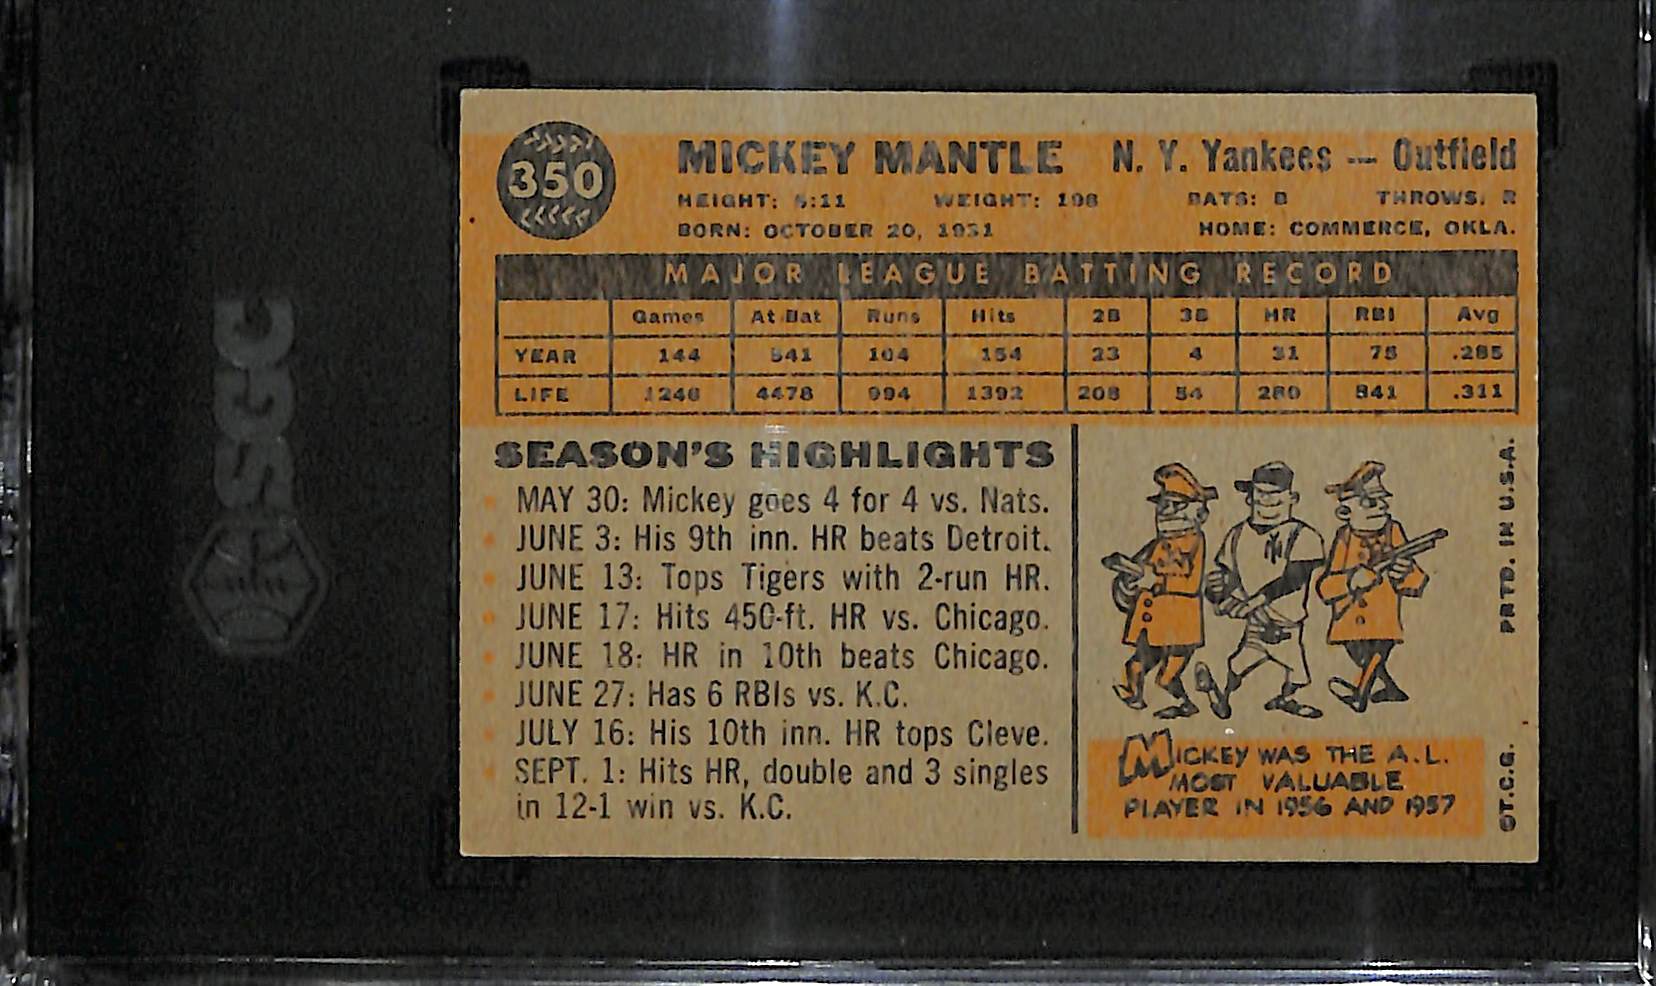 SGC
350
MICKEY MANTLE N. Y. Yankees — Outfield
HEIGHT: 5:11 WEIGHT: 198 BATS: B THROWS: R
BORN: OCTOBER 20, 1931 HOME: COMMERCE, OKLA.
MAJOR LEAGUE BATTING RECORD
Games At Bat Runs Hits 2B 3B HR RBI Avg
YEAR 144 541 104 154 23 4 31 75 .285
LIFE 1246 4478 994 1392 208 54 280 841 .311
SEASON'S HIGHLIGHTS
MAY 30: Mickey goes 4 for 4 vs. Nats.
JUNE 3: His 9th inn. HR beats Detroit.
JUNE 13: Tops Tigers with 2-run HR.
JUNE 17: Hits 450-ft. HR vs. Chicago.
JUNE 18: HR in 10th beats Chicago.
JUNE 27: Has 6 RBIs vs. K.C.
JULY 16: His 10th inn. HR tops Cleve.
SEPT. 1: Hits HR, double and 3 singles
in 12-1 win vs. K.C.
NY
MICKEY WAS THE A.L.
MOST VALUABLE
PLAYER IN 1956 AND 1957
©T.C.G. PRTD. IN U.S.A.